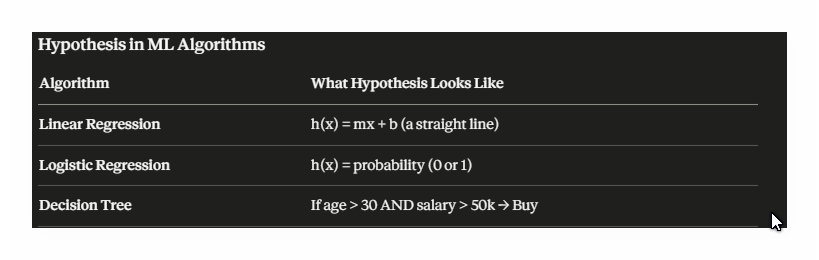 Hypothesis in ML Algorithms
Algorithm What Hypothesis Looks Like
Linear Regression h(x) = mx + b (a straight line)
Logistic Regression h(x) = probability (0 or 1)
Decision Tree If age > 30 AND salary > 50k → Buy